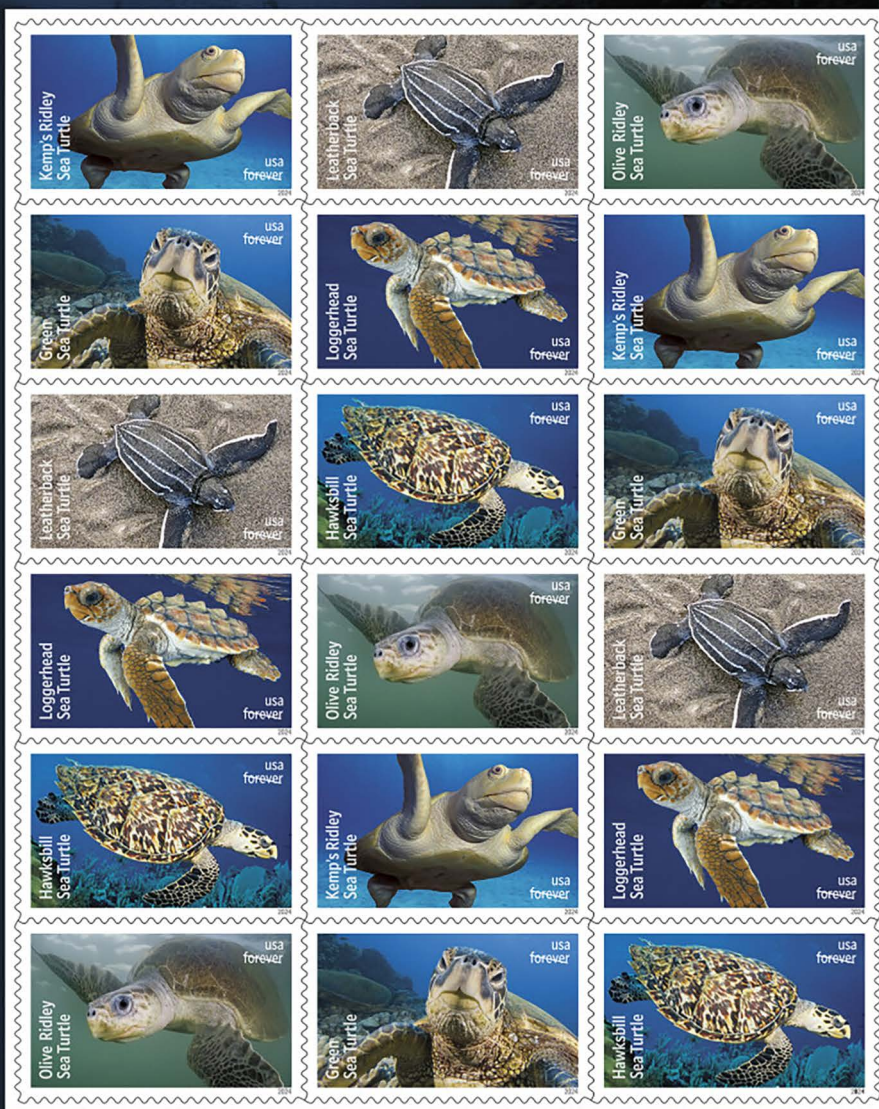 Kemp's Ridley
Sea Turtle
usa
forever
2024
Leatherback
Sea Turtle
usa
forever
2024
Olive Ridley
Sea Turtle
usa
forever
2024
Green
Sea Turtle
usa
forever
2024
Loggerhead
Sea Turtle
usa
forever
2024
Kemp's Ridley
Sea Turtle
usa
forever
2024
Leatherback
Sea Turtle
usa
forever
2024
Hawksbill
Sea Turtle
usa
forever
2024
Green
Sea Turtle
usa
forever
2024
Loggerhead
Sea Turtle
usa
forever
2024
Olive Ridley
Sea Turtle
usa
forever
2024
Leatherback
Sea Turtle
usa
forever
2024
Hawksbill
Sea Turtle
usa
forever
2024
Kemp's Ridley
Sea Turtle
usa
forever
2024
Loggerhead
Sea Turtle
usa
forever
2024
Olive Ridley
Sea Turtle
usa
forever
2024
Green
Sea Turtle
usa
forever
2024
Hawksbill
Sea Turtle
usa
forever
2024